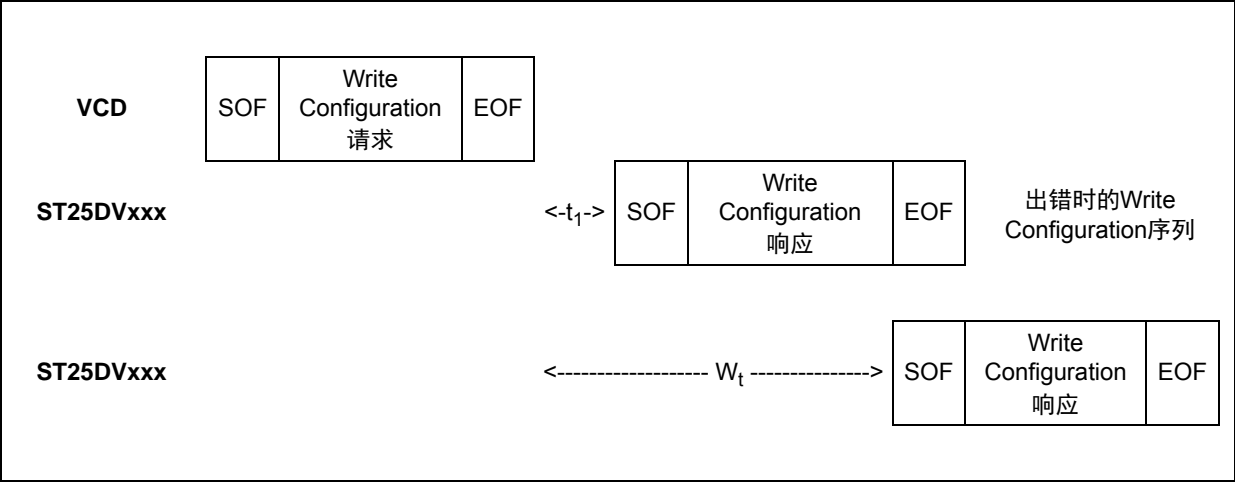 VCD
SOF
Write
Configuration
请求
EOF
ST25DVxxx
<-t1->
SOF
Write
Configuration
响应
EOF
出错时的Write
Configuration序列
ST25DVxxx
<------------------- Wt --------------->
SOF
Write
Configuration
响应
EOF